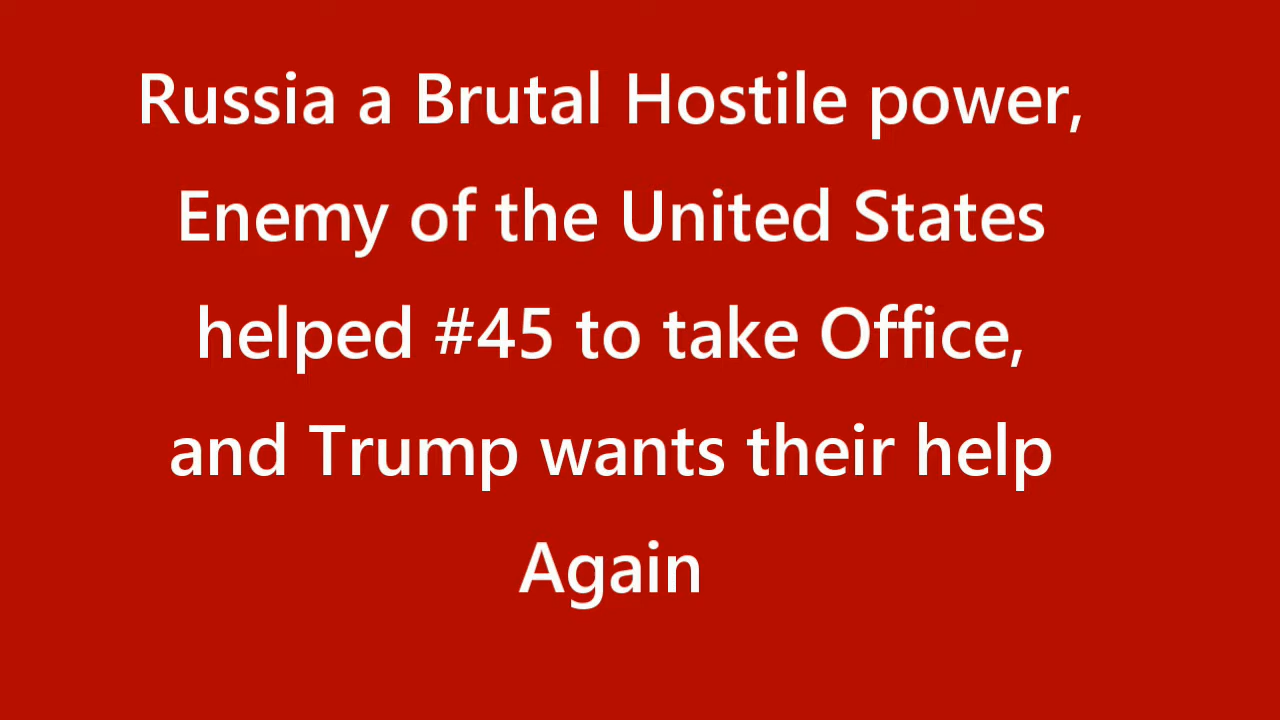 Russia a Brutal Hostile power,
Enemy of the United States
helped #45 to take Office,
and Trump wants their help
Again